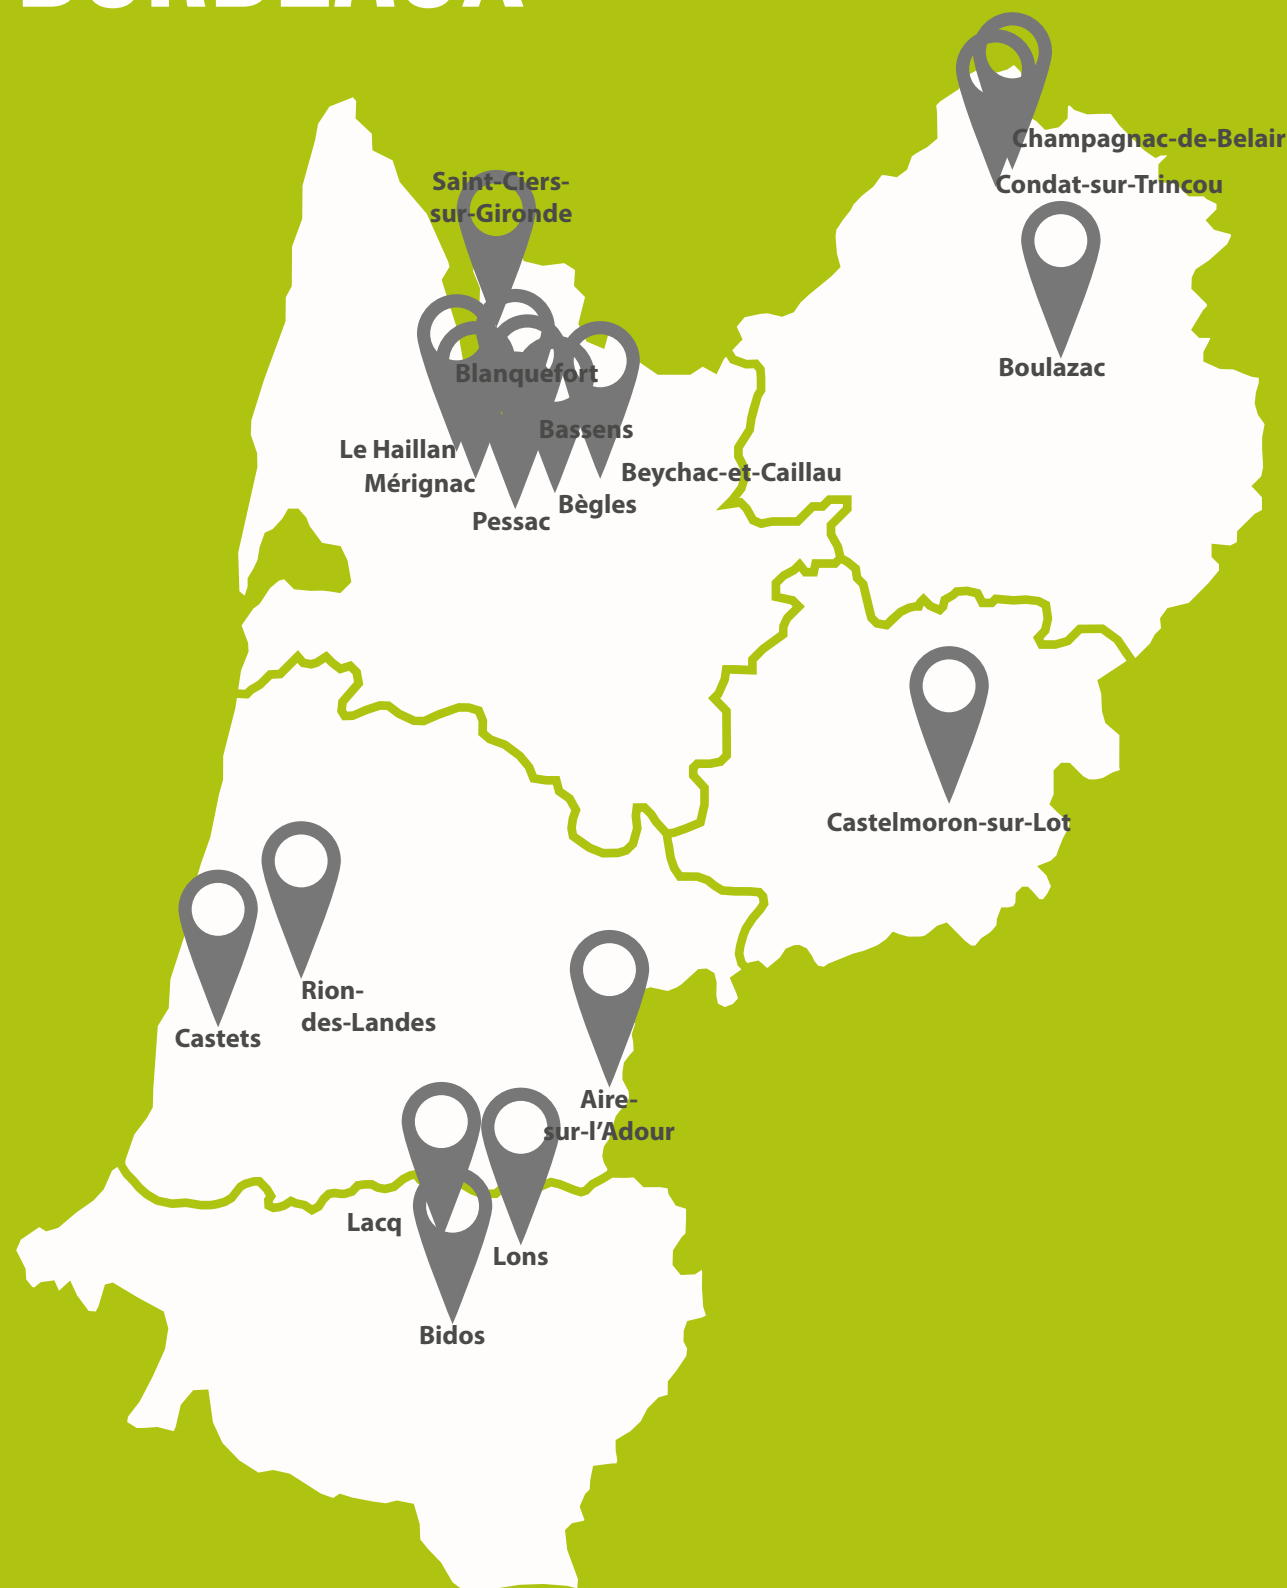 BORDEAUX
Champagnac-de-Belair
Saint-Ciers-
sur-Gironde
Condat-sur-Trincou
Boulazac
Blanquefort
Bassens
Le Haillan
Beychac-et-Caillau
Mérignac
Bègles
Pessac
Castelmoron-sur-Lot
Rion-
des-Landes
Castets
Aire-
sur-l'Adour
Lacq
Lons
Bidos